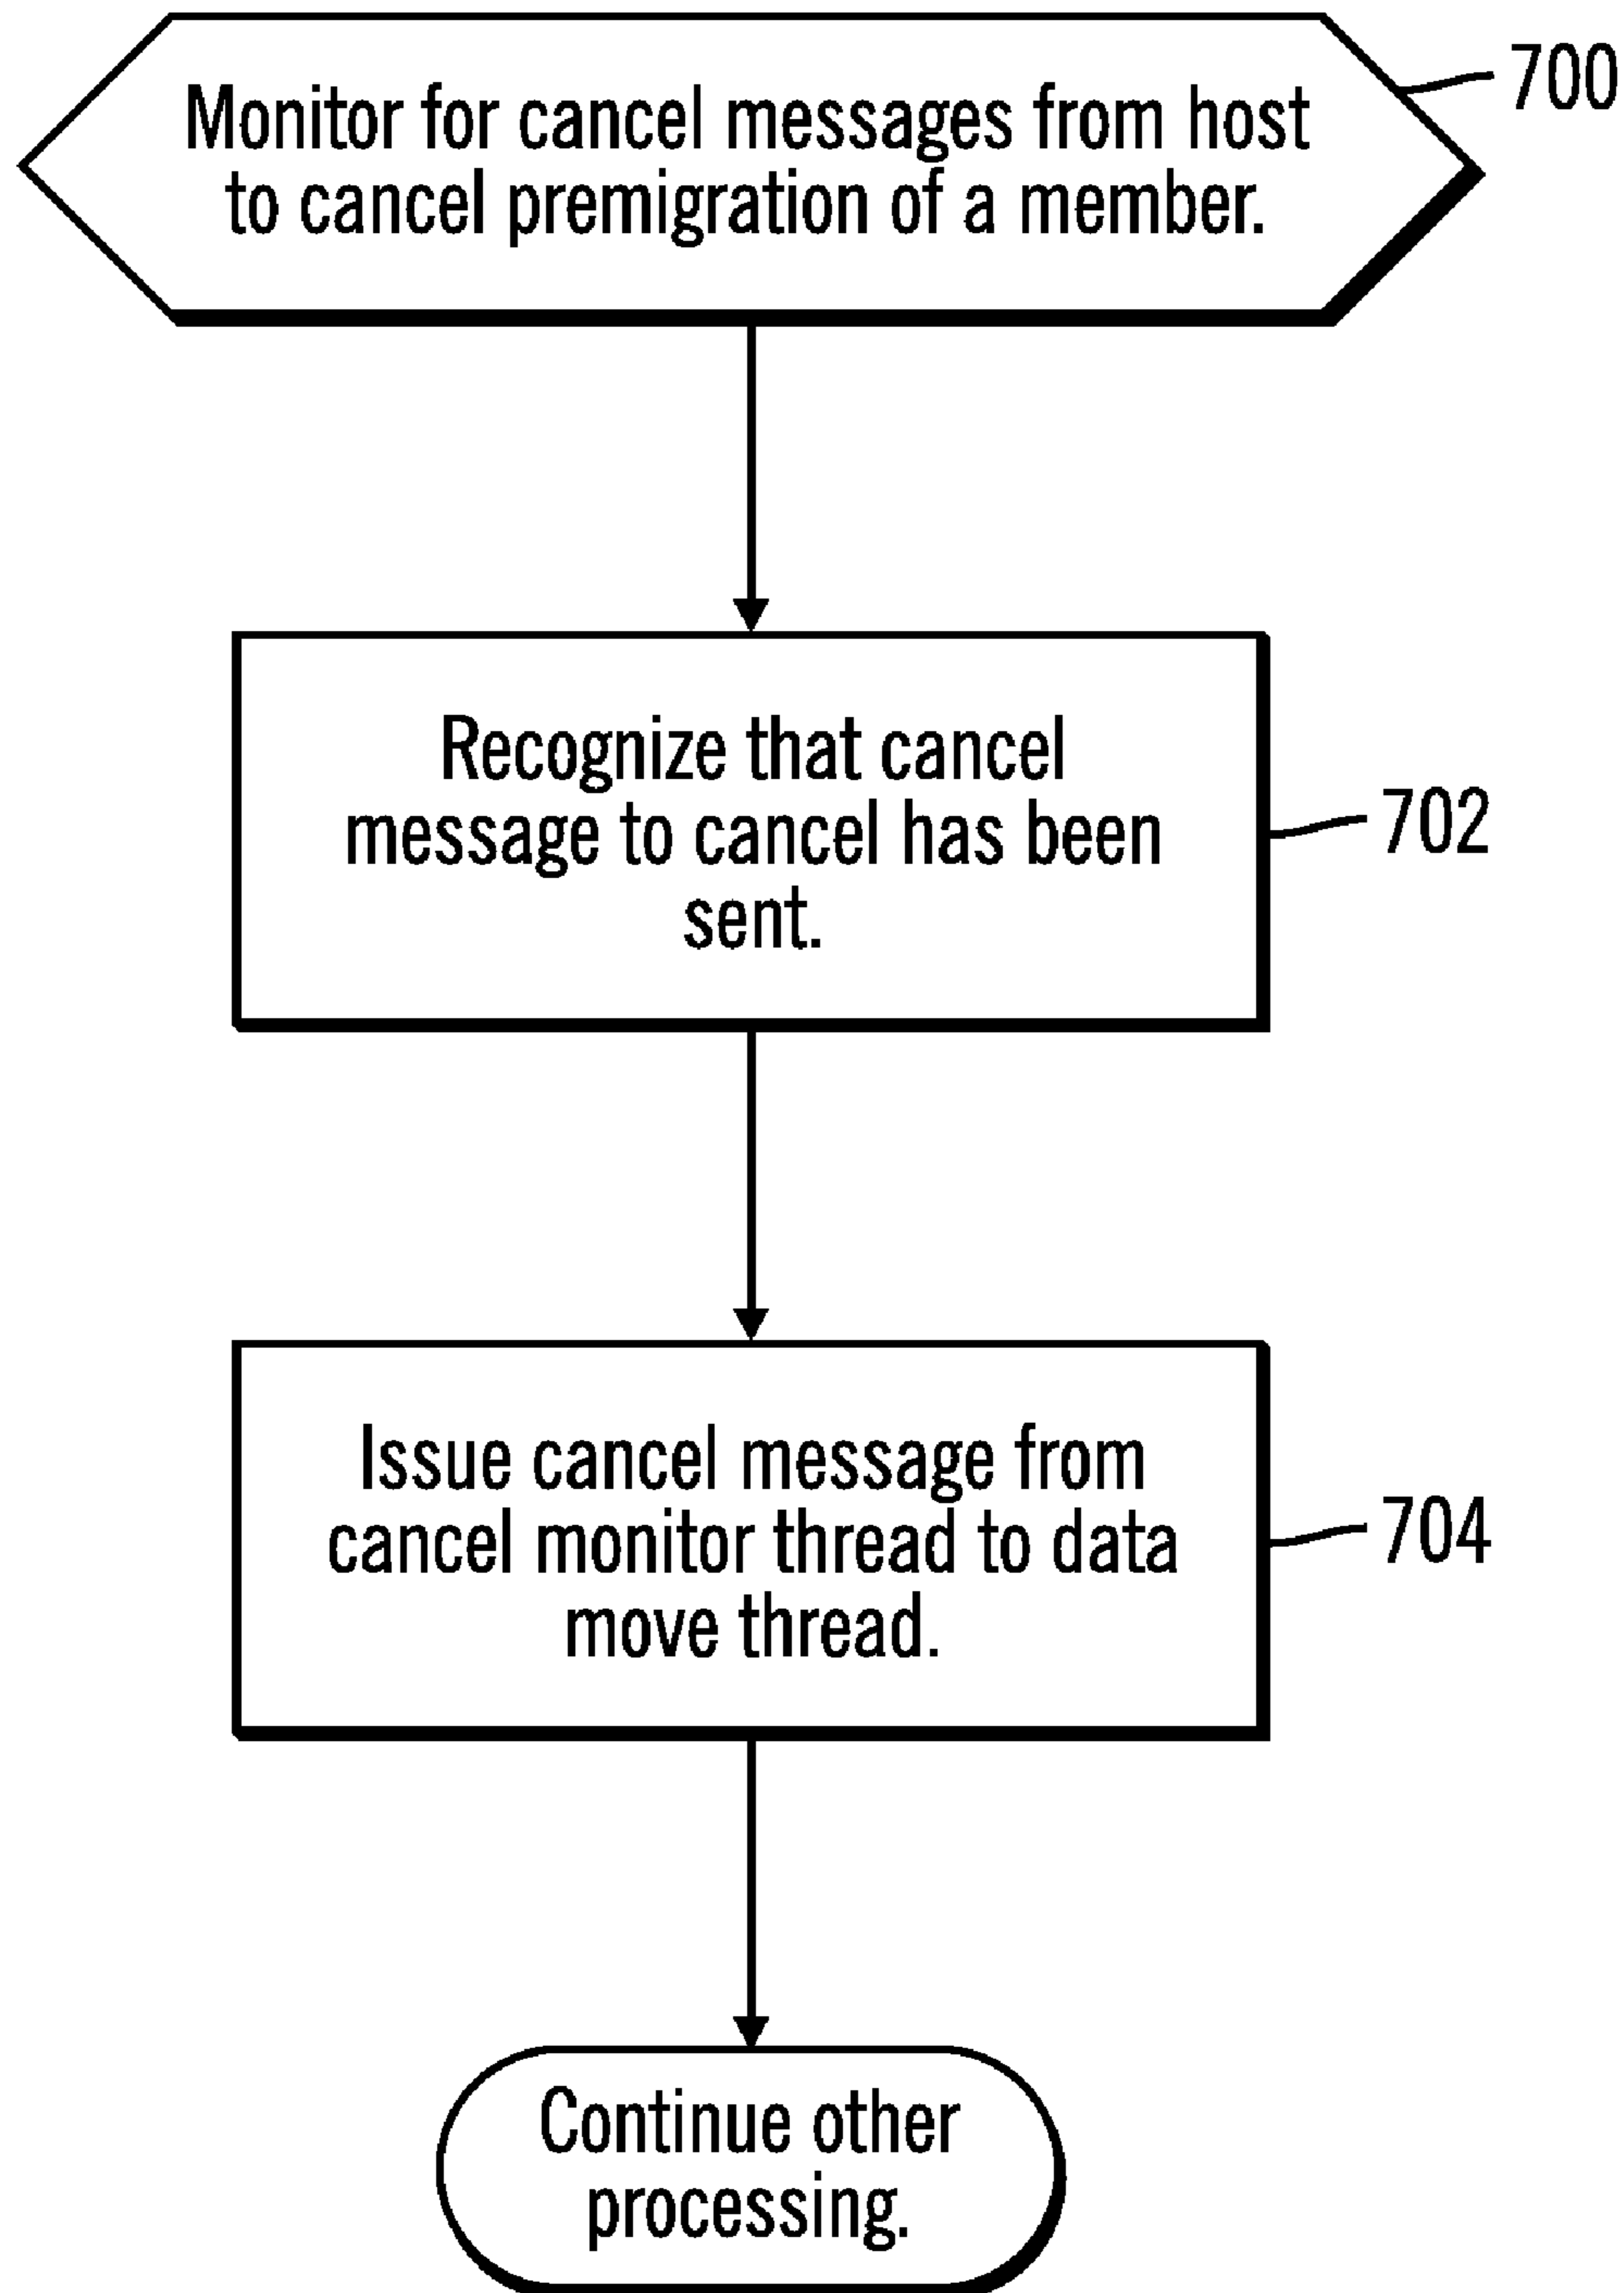 Monitor for cancel messages from host
to cancel premigration of a member.
700
Recognize that cancel
message to cancel has been
sent.
702
Issue cancel message from
cancel monitor thread to data
move thread.
704
Continue other
processing.